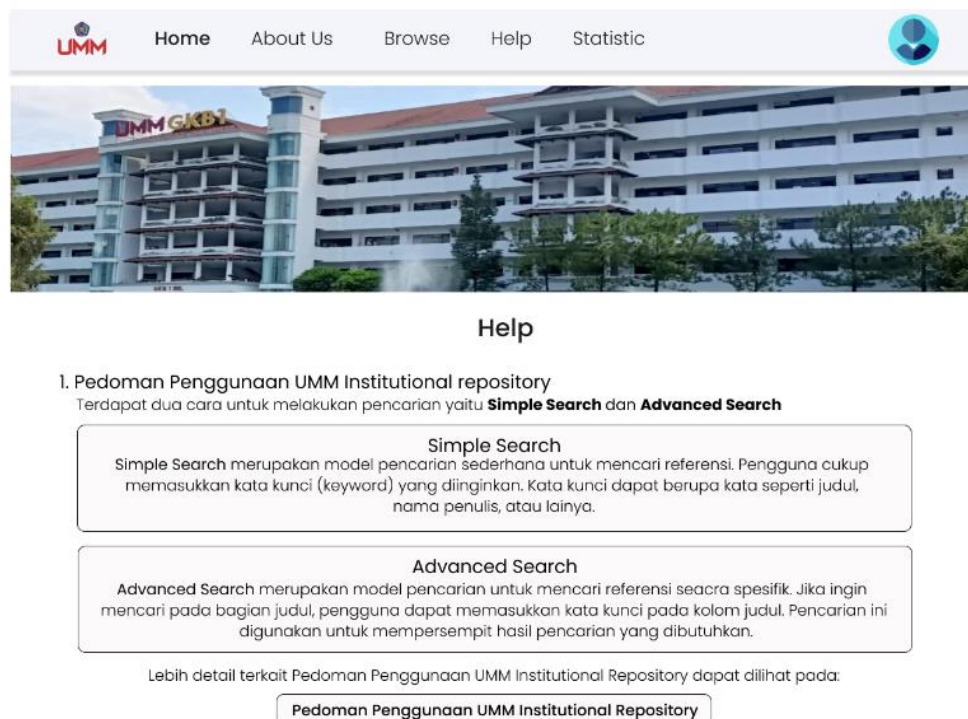 UMM
Home About Us Browse Help Statistic
UMM GKB 1
Help
1. Pedoman Penggunaan UMM Institutional repository
Terdapat dua cara untuk melakukan pencarian yaitu Simple Search dan Advanced Search
Simple Search
Simple Search merupakan model pencarian sederhana untuk mencari referensi. Pengguna cukup
memasukkan kata kunci (keyword) yang diinginkan. Kata kunci dapat berupa kata seperti judul,
nama penulis, atau lainya.
Advanced Search
Advanced Search merupakan model pencarian untuk mencari referensi seacra spesifik. Jika ingin
mencari pada bagian judul, pengguna dapat memasukkan kata kunci pada kolom judul. Pencarian ini
digunakan untuk mempersempit hasil pencarian yang dibutuhkan.
Lebih detail terkait Pedoman Penggunaan UMM Institutional Repository dapat dilihat pada:
Pedoman Penggunaan UMM Institutional Repository